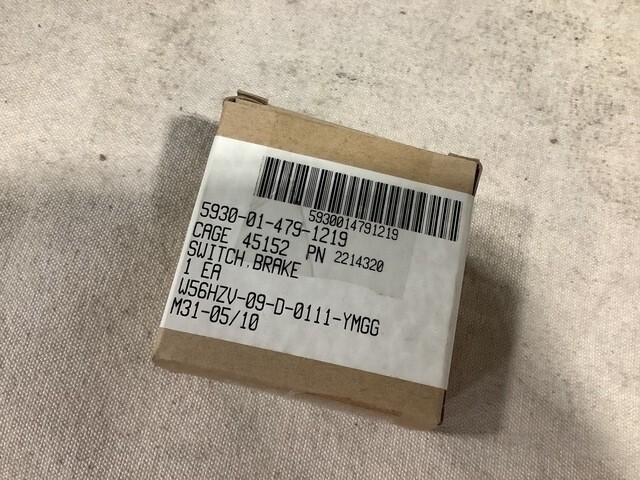 5930014791219
5930-01-479-1219
CAGE 45152 PN 2214320
SWITCH,BRAKE
1 EA
W56HZV-09-D-0111-YMGG
M31-05/10